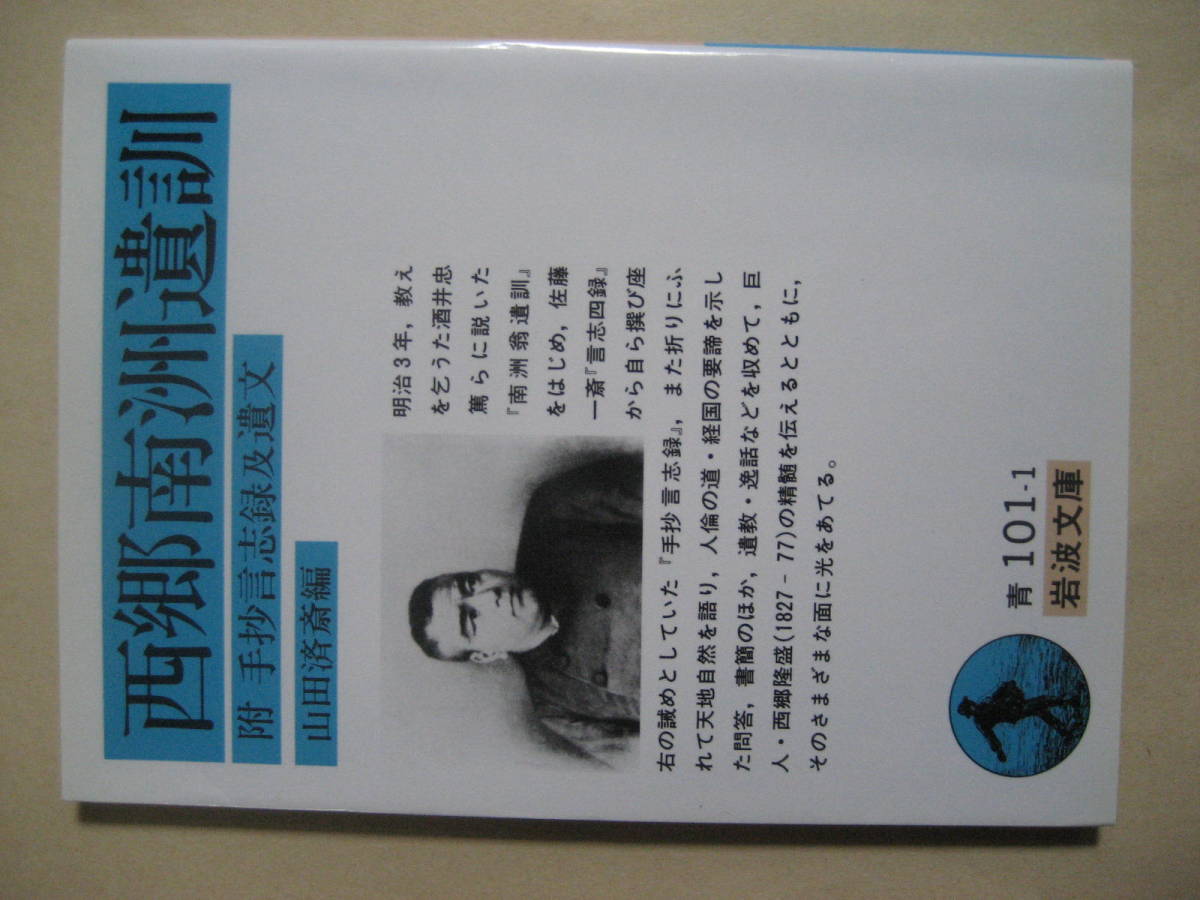 西郷南洲遺訓
附 手抄言志録及遺文
山田済斎編
明治3年，教え
を乞うた酒井忠
篤らに説いた
『南洲翁遺訓』
をはじめ，佐藤
一斎『言志四録』
から自ら撰び座
右の誡めとしていた『手抄言志録』，また折りにふ
れて天地自然を語り，人倫の道・経国の要諦を示し
た問答，書簡のほか，遺教・逸話などを収めて，巨
人・西郷隆盛(1827-77)の精髄を伝えるとともに，
そのさまざまな面に光をあてる。
青101-1
岩波文庫